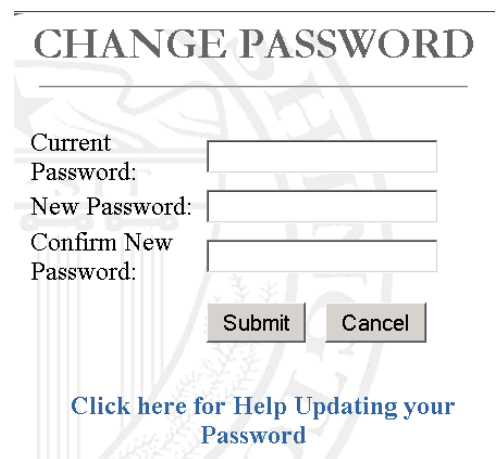 CHANGE PASSWORD
Current
Password:
New Password:
Confirm New
Password:
Submit Cancel
Click here for Help Updating your
Password